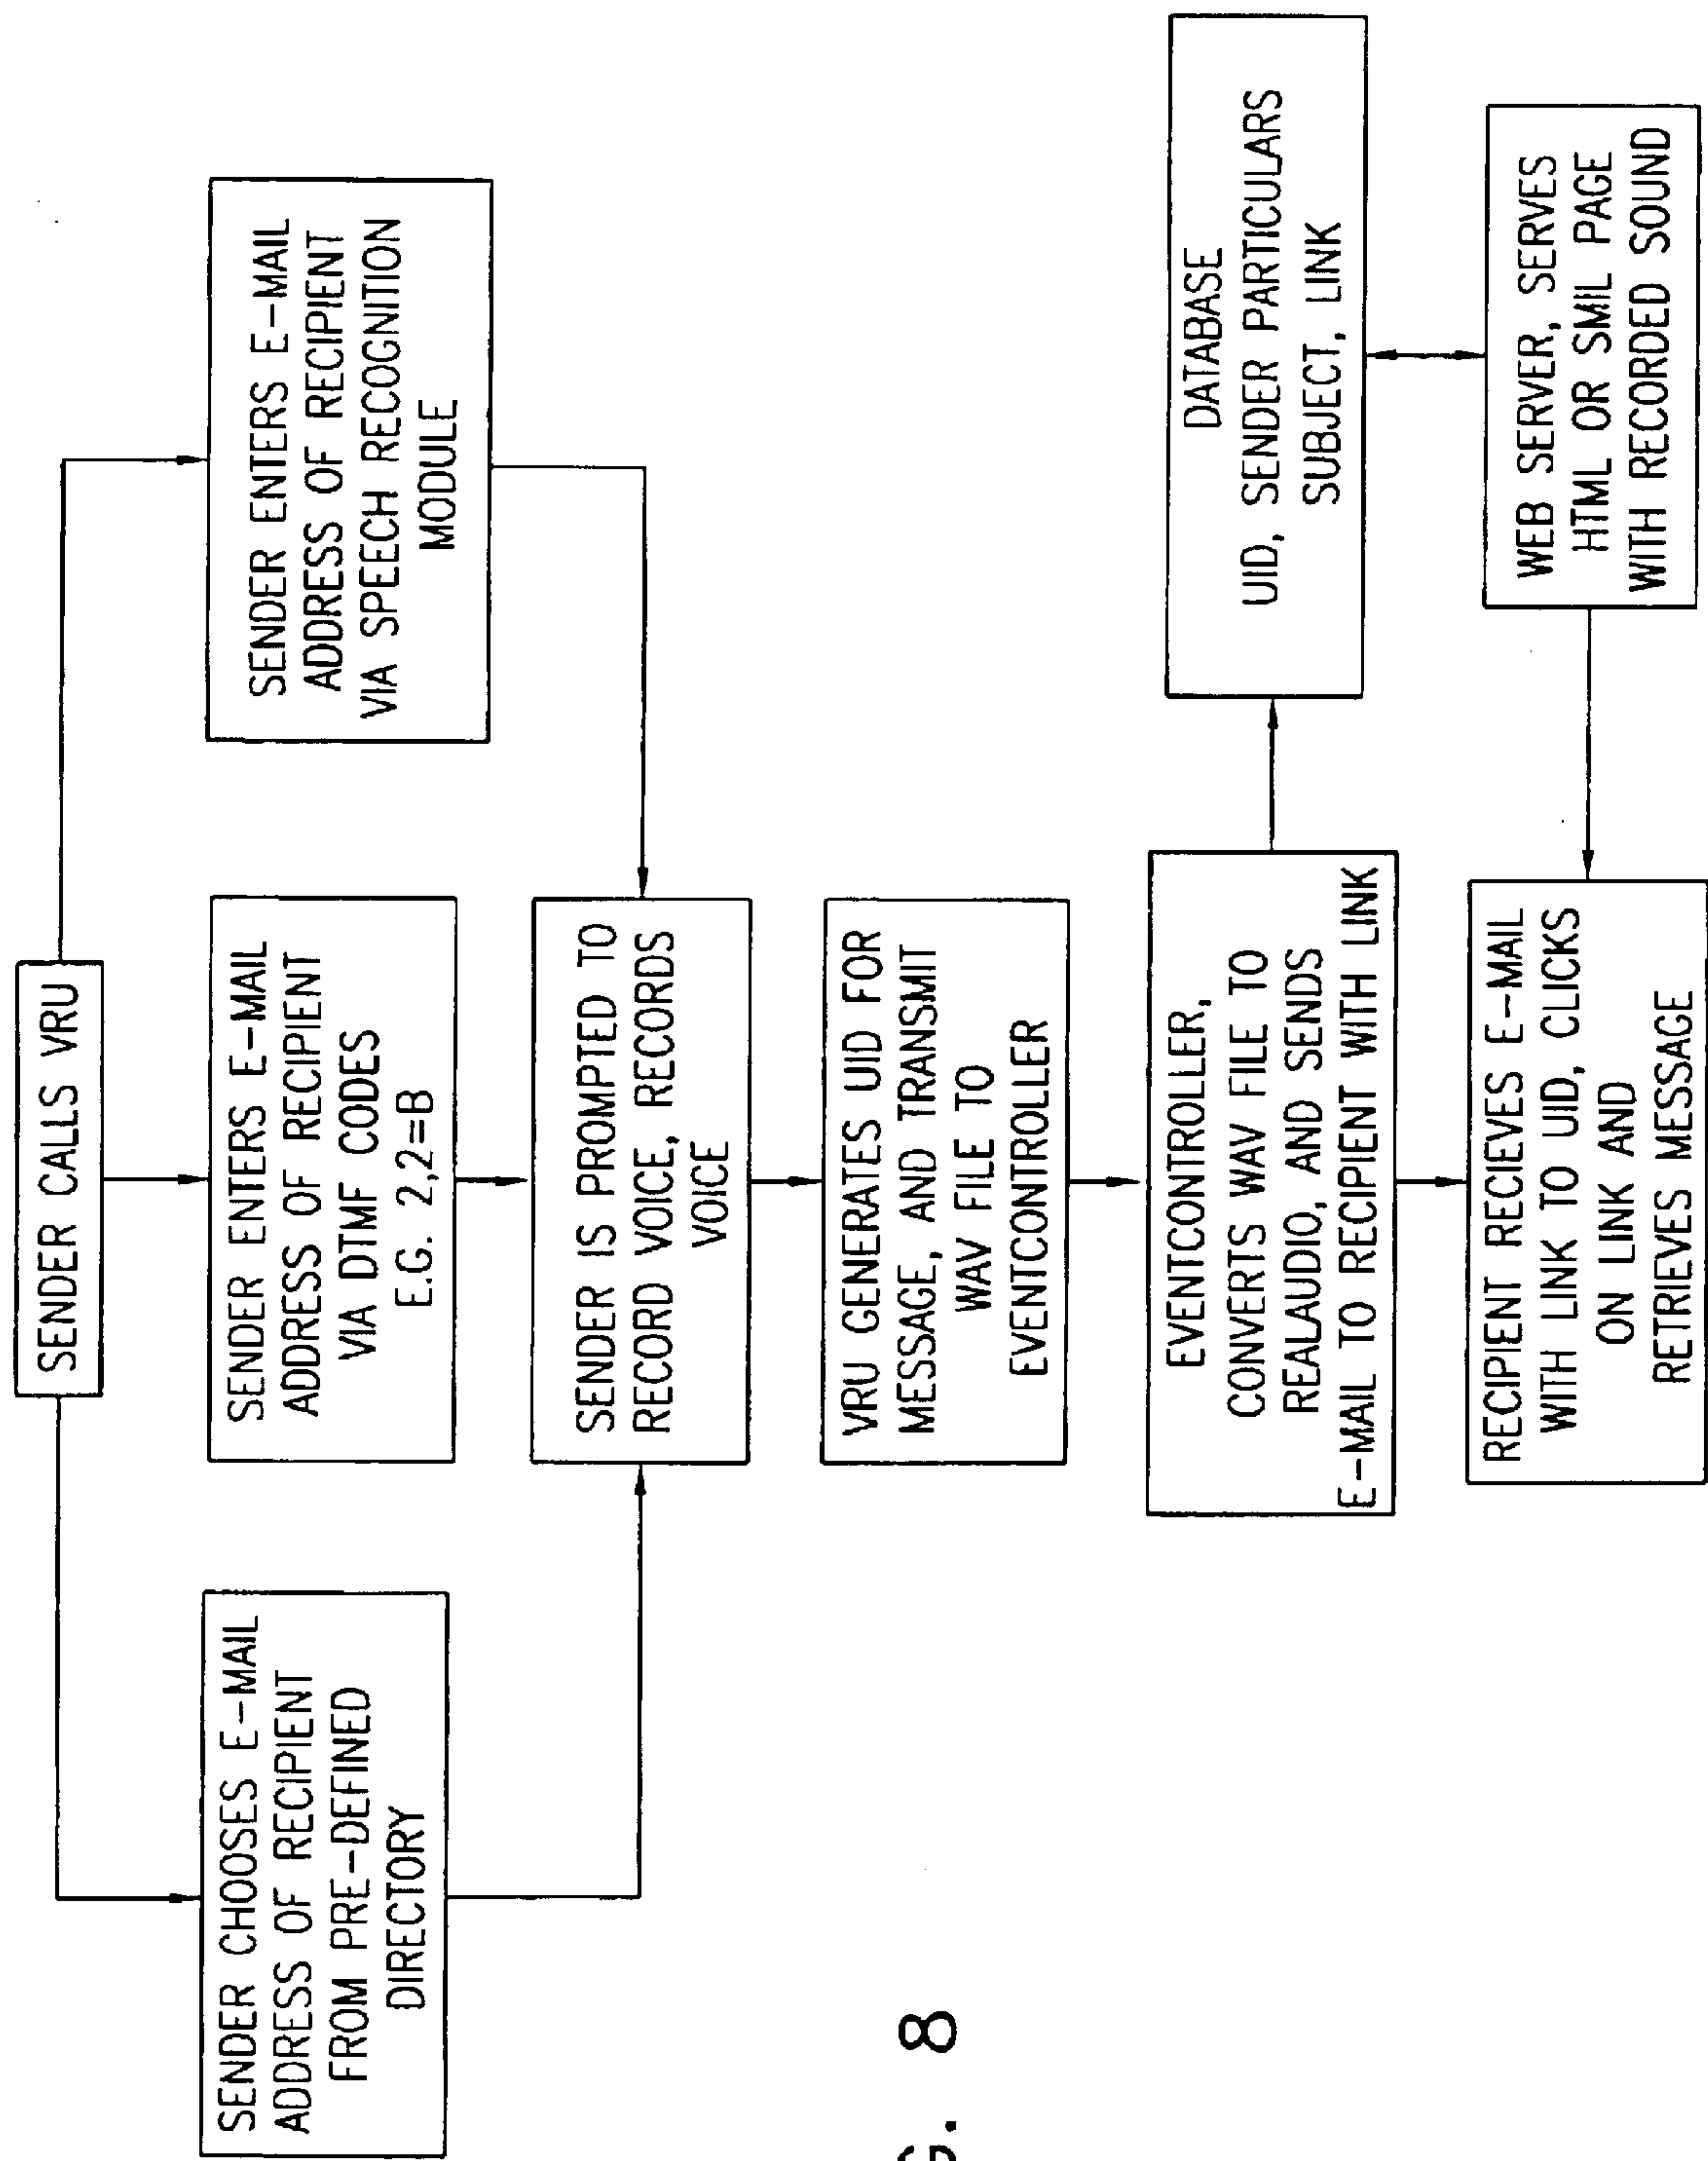 SENDER CALLS VRU
SENDER CHOOSES E-MAIL
ADDRESS OF RECIPIENT
FROM PRE-DEFINED
DIRECTORY
SENDER ENTERS E-MAIL
ADDRESS OF RECIPIENT
VIA DTMF CODES
E.G. 2,2=B
SENDER ENTERS E-MAIL
ADDRESS OF RECIPIENT
VIA SPEECH RECOGNITION
MODULE
SENDER IS PROMPTED TO
RECORD VOICE, RECORDS
VOICE
VRU GENERATES UID FOR
MESSAGE, AND TRANSMIT
WAV FILE TO
EVENTCONTROLLER
EVENTCONTROLLER,
CONVERTS WAV FILE TO
REALAUDIO, AND SENDS
E-MAIL TO RECIPIENT WITH LINK
DATABASE
UID, SENDER PARTICULARS
SUBJECT, LINK
RECIPIENT RECIEVES E-MAIL
WITH LINK TO UID, CLICKS
ON LINK AND
RETRIEVES MESSAGE
WEB SERVER, SERVES
HTML OR SMIL PAGE
WITH RECORDED SOUND
G. 8